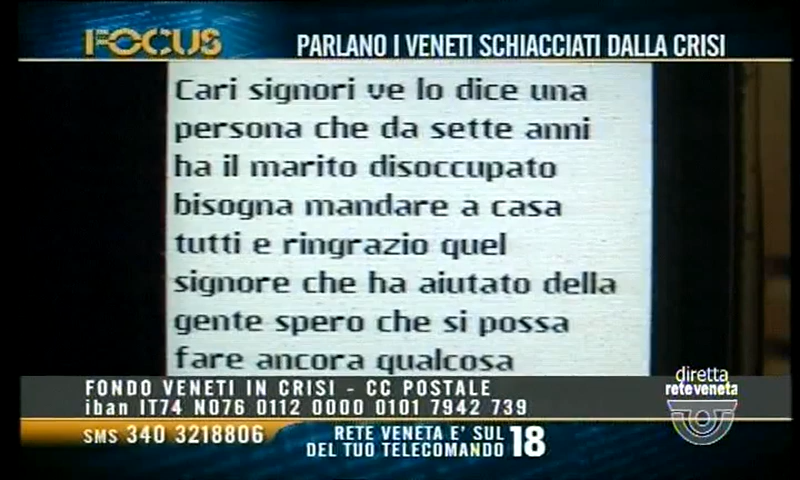 FOCUS
PARLANO I VENETI SCHIACCIATI DALLA CRISI
Cari signori ve lo dice una
persona che da sette anni
ha il marito disoccupato
bisogna mandare a casa
tutti e ringrazio quel
signore che ha aiutato della
gente spero che si possa
fare ancora qualcosa
FONDO VENETI IN CRISI - CC POSTALE
iban IT74 N076 0112 0000 0101 7942 739
diretta
reteveneta
SMS 340 3218806
RETE VENETA E' SUL
DEL TUO TELECOMANDO 18